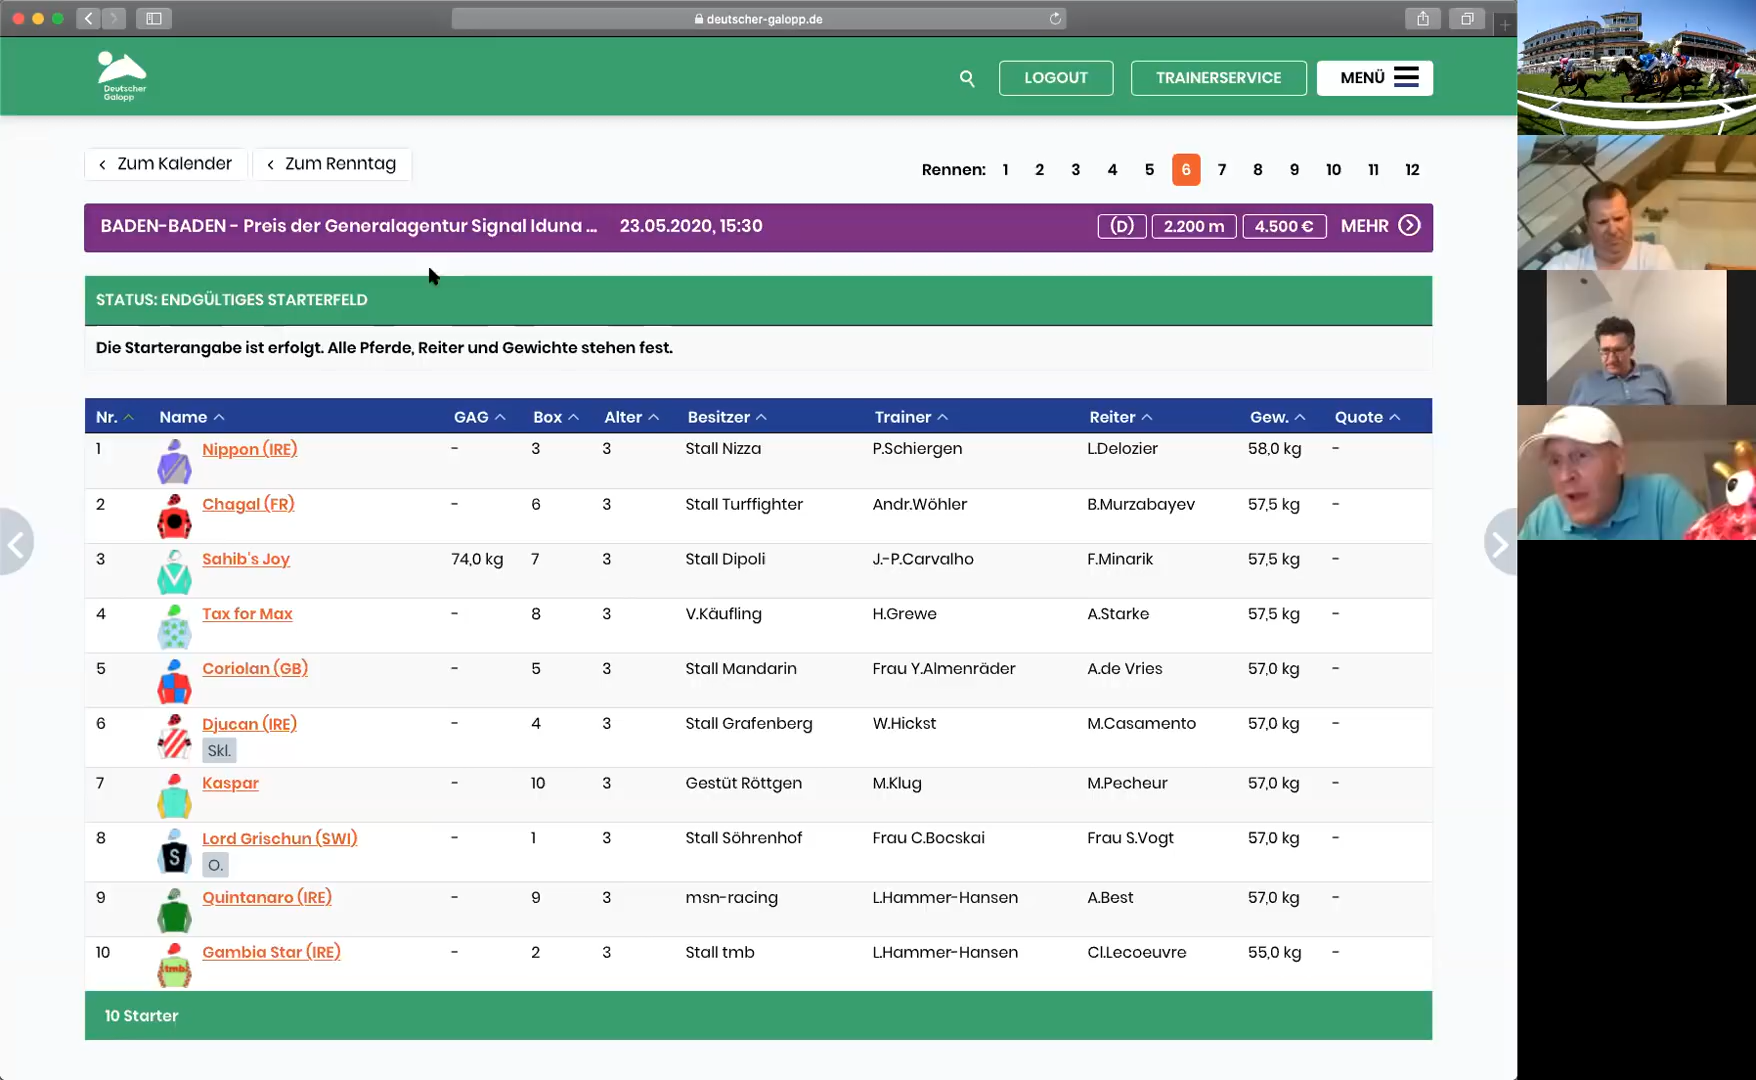 deutscher-galopp.de
Deutscher
Galopp
LOGOUT
TRAINERSERVICE
MENÜ
Zum Kalender
Zum Renntag
Rennen: 1 2 3 4 5 6 7 8 9 10 11 12
BADEN-BADEN - Preis der Generalagentur Signal Iduna ... 23.05.2020, 15:30 (D) 2.200 m 4.500 € MEHR
STATUS: ENDGÜLTIGES STARTERFELD
Die Starterangabe ist erfolgt. Alle Pferde, Reiter und Gewichte stehen fest.
Nr. Name GAG Box Alter Besitzer Trainer Reiter Gew. Quote
1 Nippon (IRE) - 3 3 Stall Nizza P.Schiergen L.Delozier 58,0 kg -
2 Chagal (FR) - 6 3 Stall Turffighter Andr.Wöhler B.Murzabayev 57,5 kg -
3 Sahib's Joy 74,0 kg 7 3 Stall Dipoli J.-P.Carvalho F.Minarik 57,5 kg -
4 Tax for Max - 8 3 V.Käufling H.Grewe A.Starke 57,5 kg -
5 Coriolan (GB) - 5 3 Stall Mandarin Frau Y.Almenräder A.de Vries 57,0 kg -
6 Djucan (IRE) - 4 3 Stall Grafenberg W.Hickst M.Casamento 57,0 kg -
Skl.
7 Kaspar - 10 3 Gestüt Röttgen M.Klug M.Pecheur 57,0 kg -
8 Lord Grischun (SWI) - 1 3 Stall Söhrenhof Frau C.Bocskai Frau S.Vogt 57,0 kg -
S
O.
9 Quintanaro (IRE) - 9 3 msn-racing L.Hammer-Hansen A.Best 57,0 kg -
10 Gambia Star (IRE) - 2 3 Stall tmb L.Hammer-Hansen Cl.Lecoeuvre 55,0 kg -
tmb
10 Starter